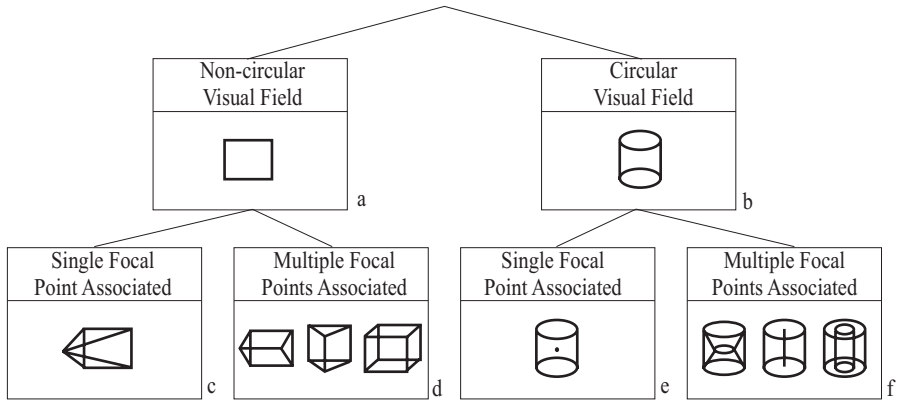 Non-circular
Visual Field
a
Circular
Visual Field
b
Single Focal
Point Associated
c
Multiple Focal
Points Associated
d
Single Focal
Point Associated
e
Multiple Focal
Points Associated
f